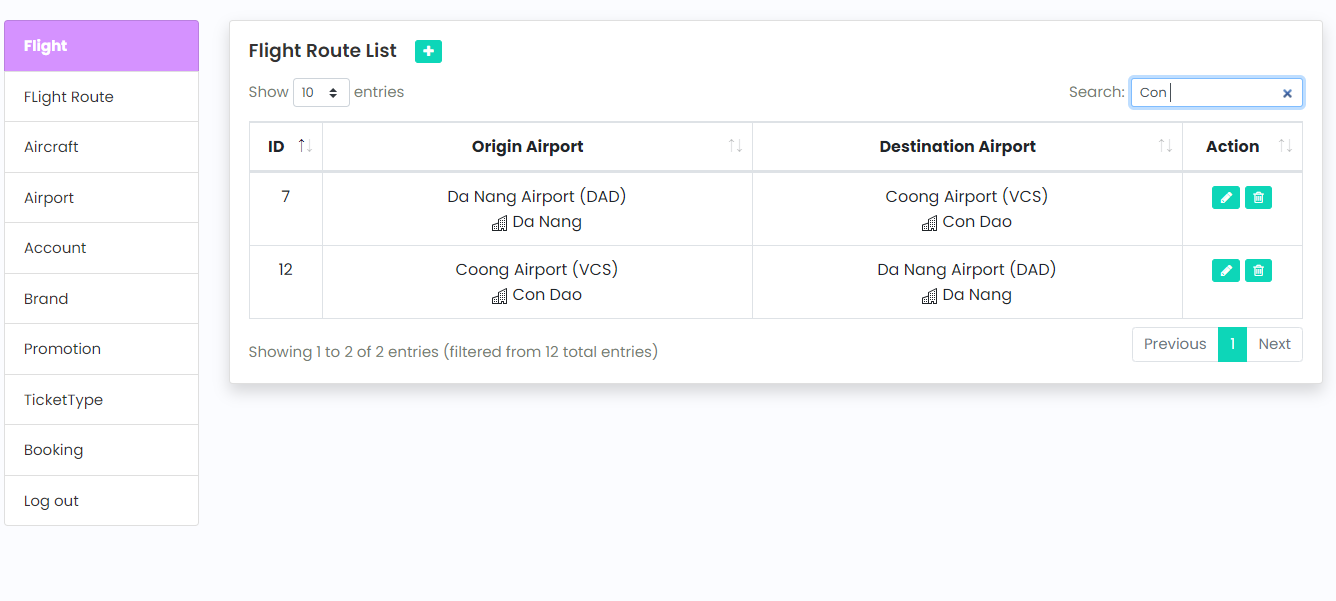 Flight
FLight Route
Aircraft
Airport
Account
Brand
Promotion
TicketType
Booking
Log out
Flight Route List
Show 10 entries
Search: Con
ID Origin Airport Destination Airport Action
7 Da Nang Airport (DAD) Coong Airport (VCS)
Da Nang Con Dao
12 Coong Airport (VCS) Da Nang Airport (DAD)
Con Dao Da Nang
Showing 1 to 2 of 2 entries (filtered from 12 total entries)
Previous 1 Next